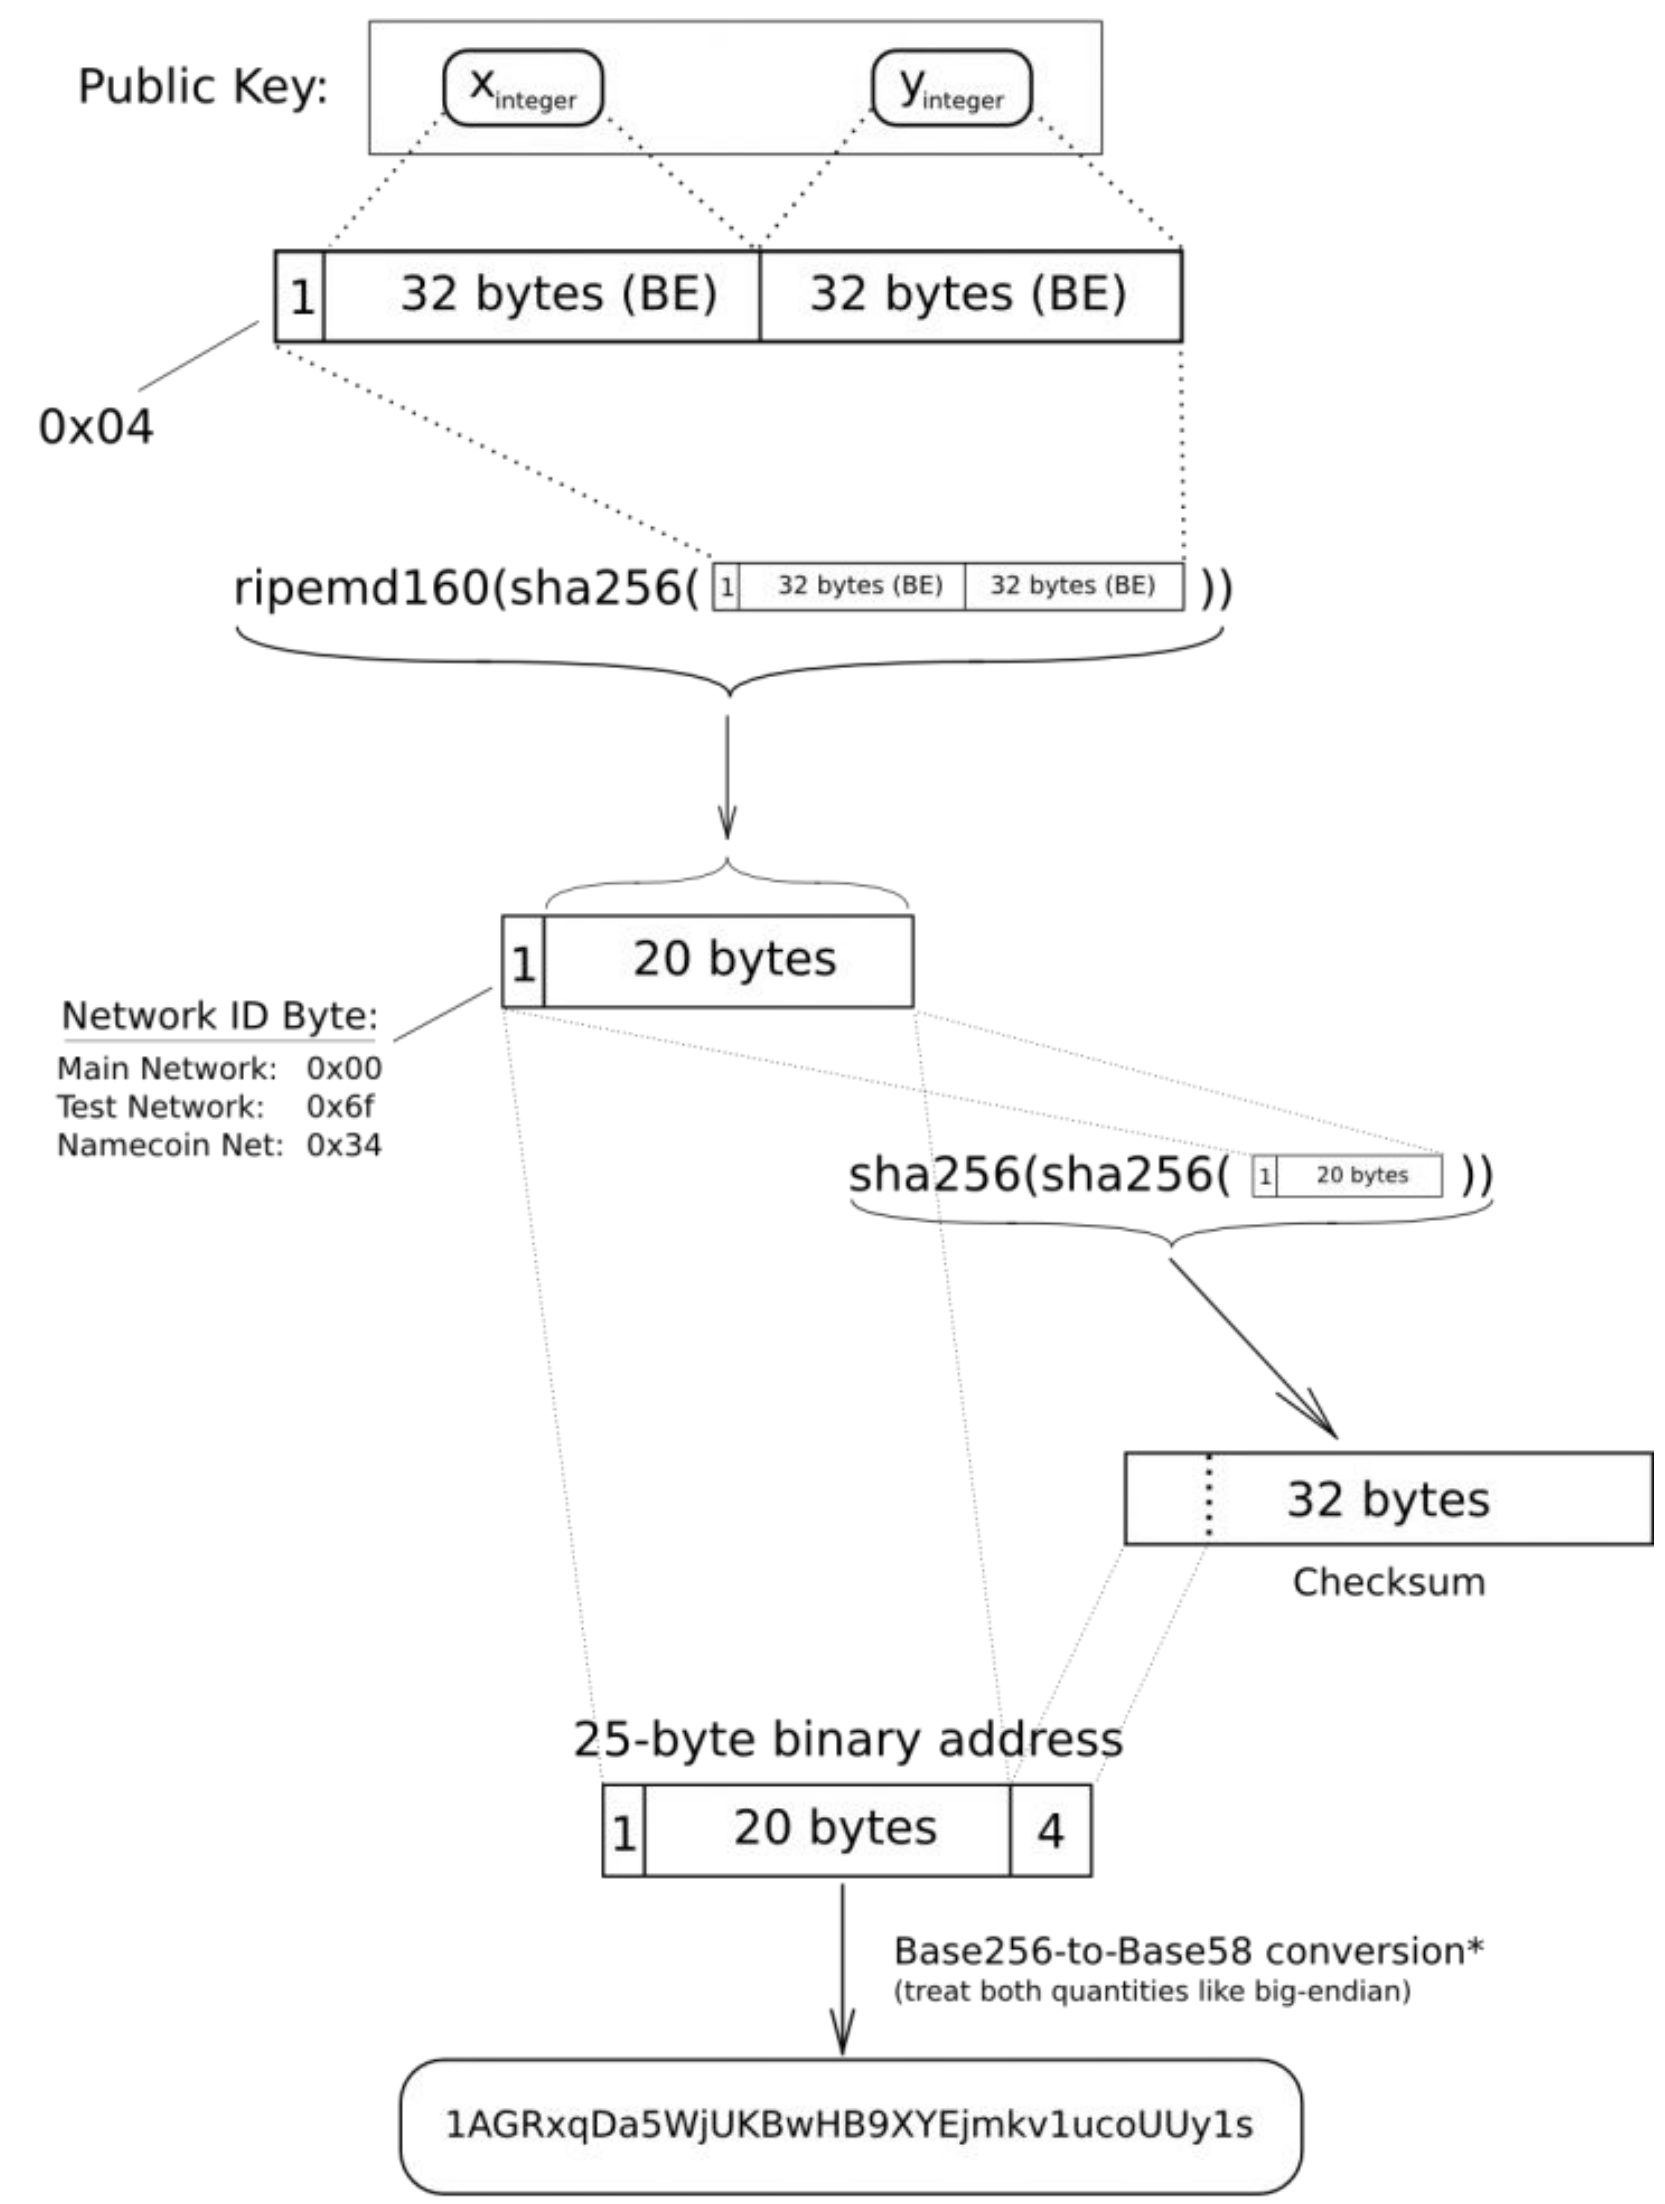 Public Key:
x integer
y integer
1
32 bytes (BE)
32 bytes (BE)
0x04
ripemd160(sha256( 1 32 bytes (BE) 32 bytes (BE) ))
1
20 bytes
Network ID Byte:
Main Network: 0x00
Test Network: 0x6f
Namecoin Net: 0x34
sha256(sha256( 1 20 bytes ))
32 bytes
Checksum
25-byte binary address
1
20 bytes
4
Base256-to-Base58 conversion*
(treat both quantities like big-endian)
1AGRxqDa5WjUKBwHB9XYEjmkv1ucoUUy1s